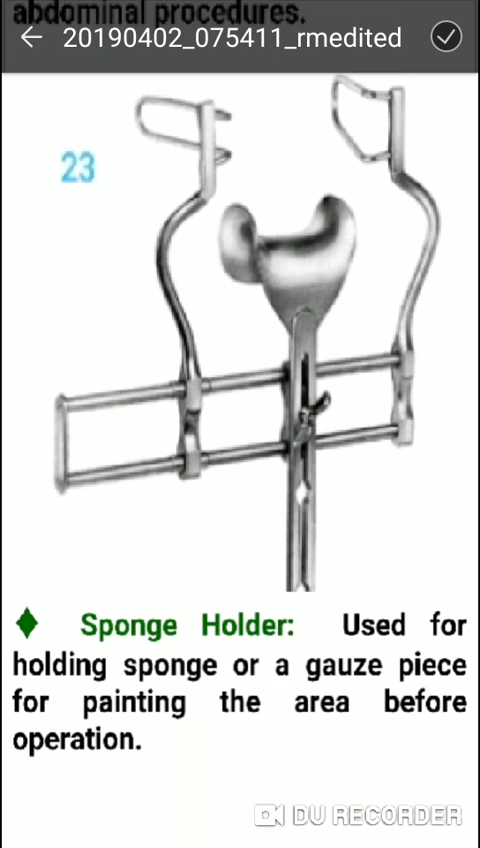 abdominal procedures.
20190402_075411_rmedited
23
♦ Sponge Holder: Used for
holding sponge or a gauze piece
for painting the area before
operation.
DU RECORDER